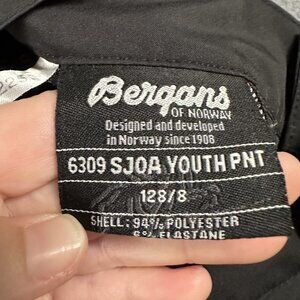 Bergans
OF NORWAY
Designed and developed
in Norway since 1908
6309 SJOA YOUTH PNT
128/8
SHELL: 94% POLYESTER
6% ELASTANE